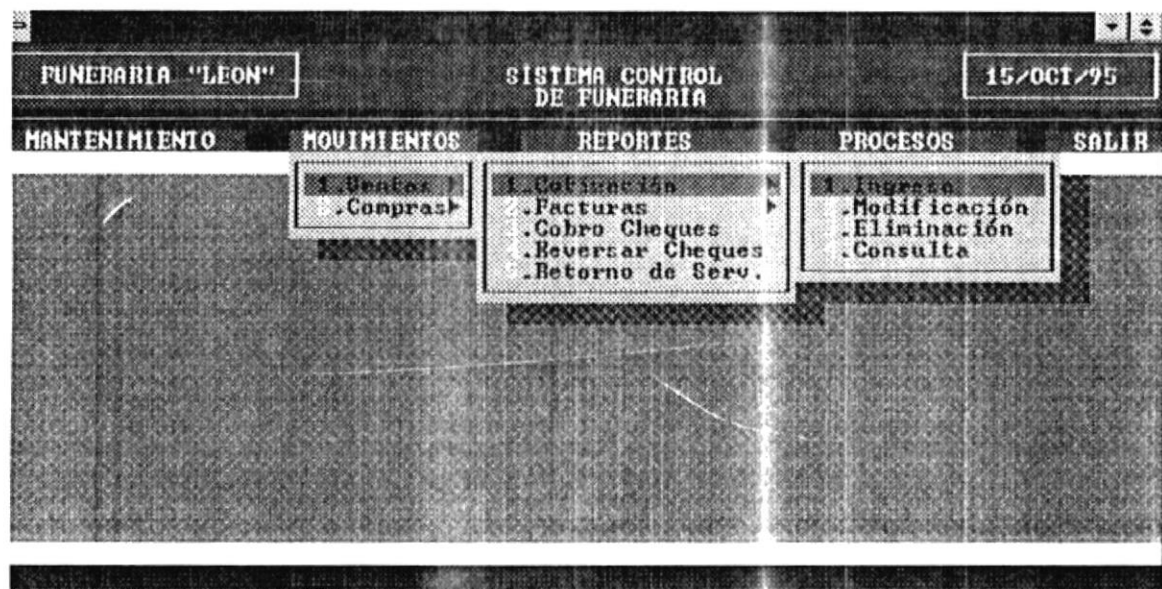 FUNERARIA "LEON"
SISTEMA CONTROL
DE FUNERARIA
15/OCT/95
MANTENIMIENTO MOVIMIENTOS REPORTES PROCESOS SALIR
1.Ventas
.Compras
1.Cotización
.Facturas
.Cobro Cheques
.Reversar Cheques
.Retorno de Serv.
1.Ingreso
.Modificación
.Eliminación
.Consulta